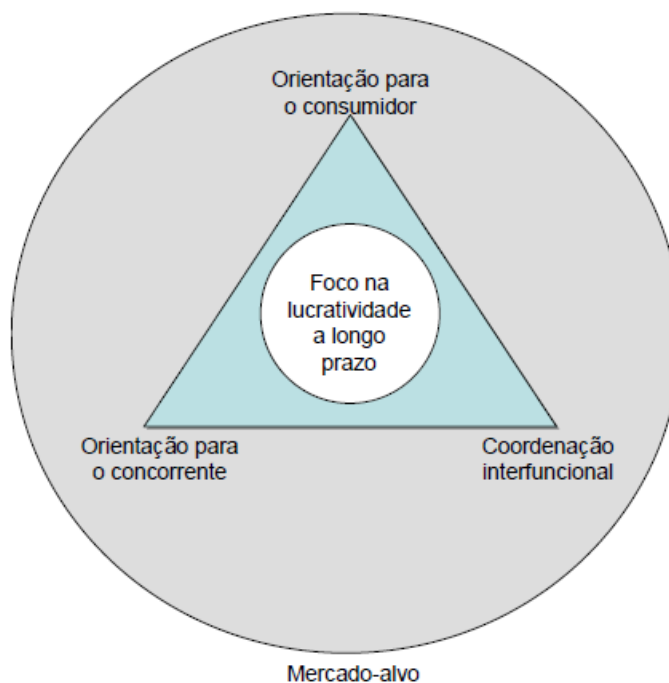 Orientação para
o consumidor
Foco na
lucratividade
a longo
prazo
Orientação para
o concorrente
Coordenação
interfuncional
Mercado-alvo